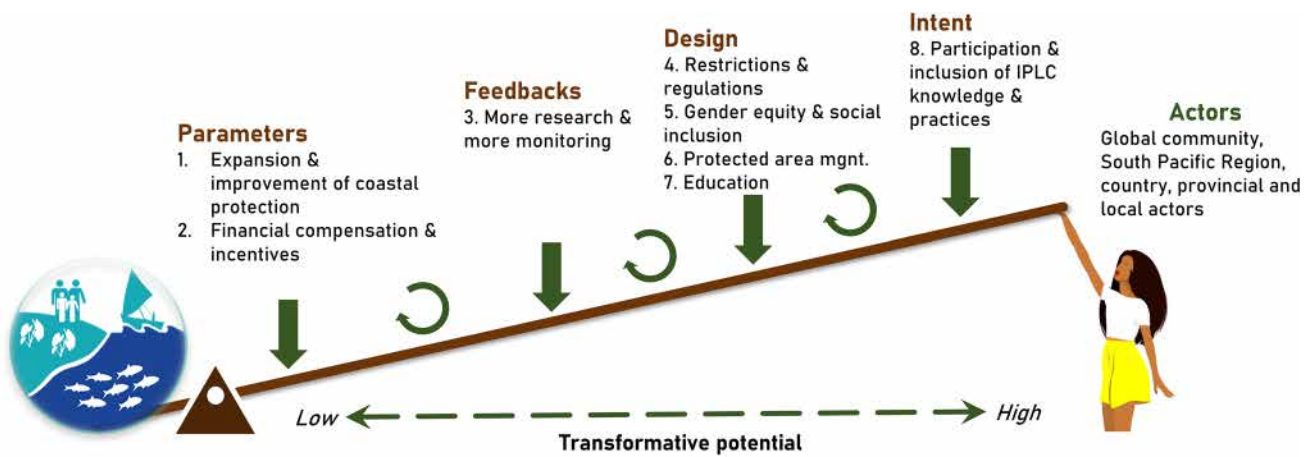 Parameters
1. Expansion &
improvement of coastal
protection
2. Financial compensation &
incentives
Feedbacks
3. More research &
more monitoring
Design
4. Restrictions &
regulations
5. Gender equity & social
inclusion
6. Protected area mgnt.
7. Education
Intent
8. Participation &
inclusion of IPLC
knowledge &
practices
Actors
Global community,
South Pacific Region,
country, provincial and
local actors
Low
High
Transformative potential